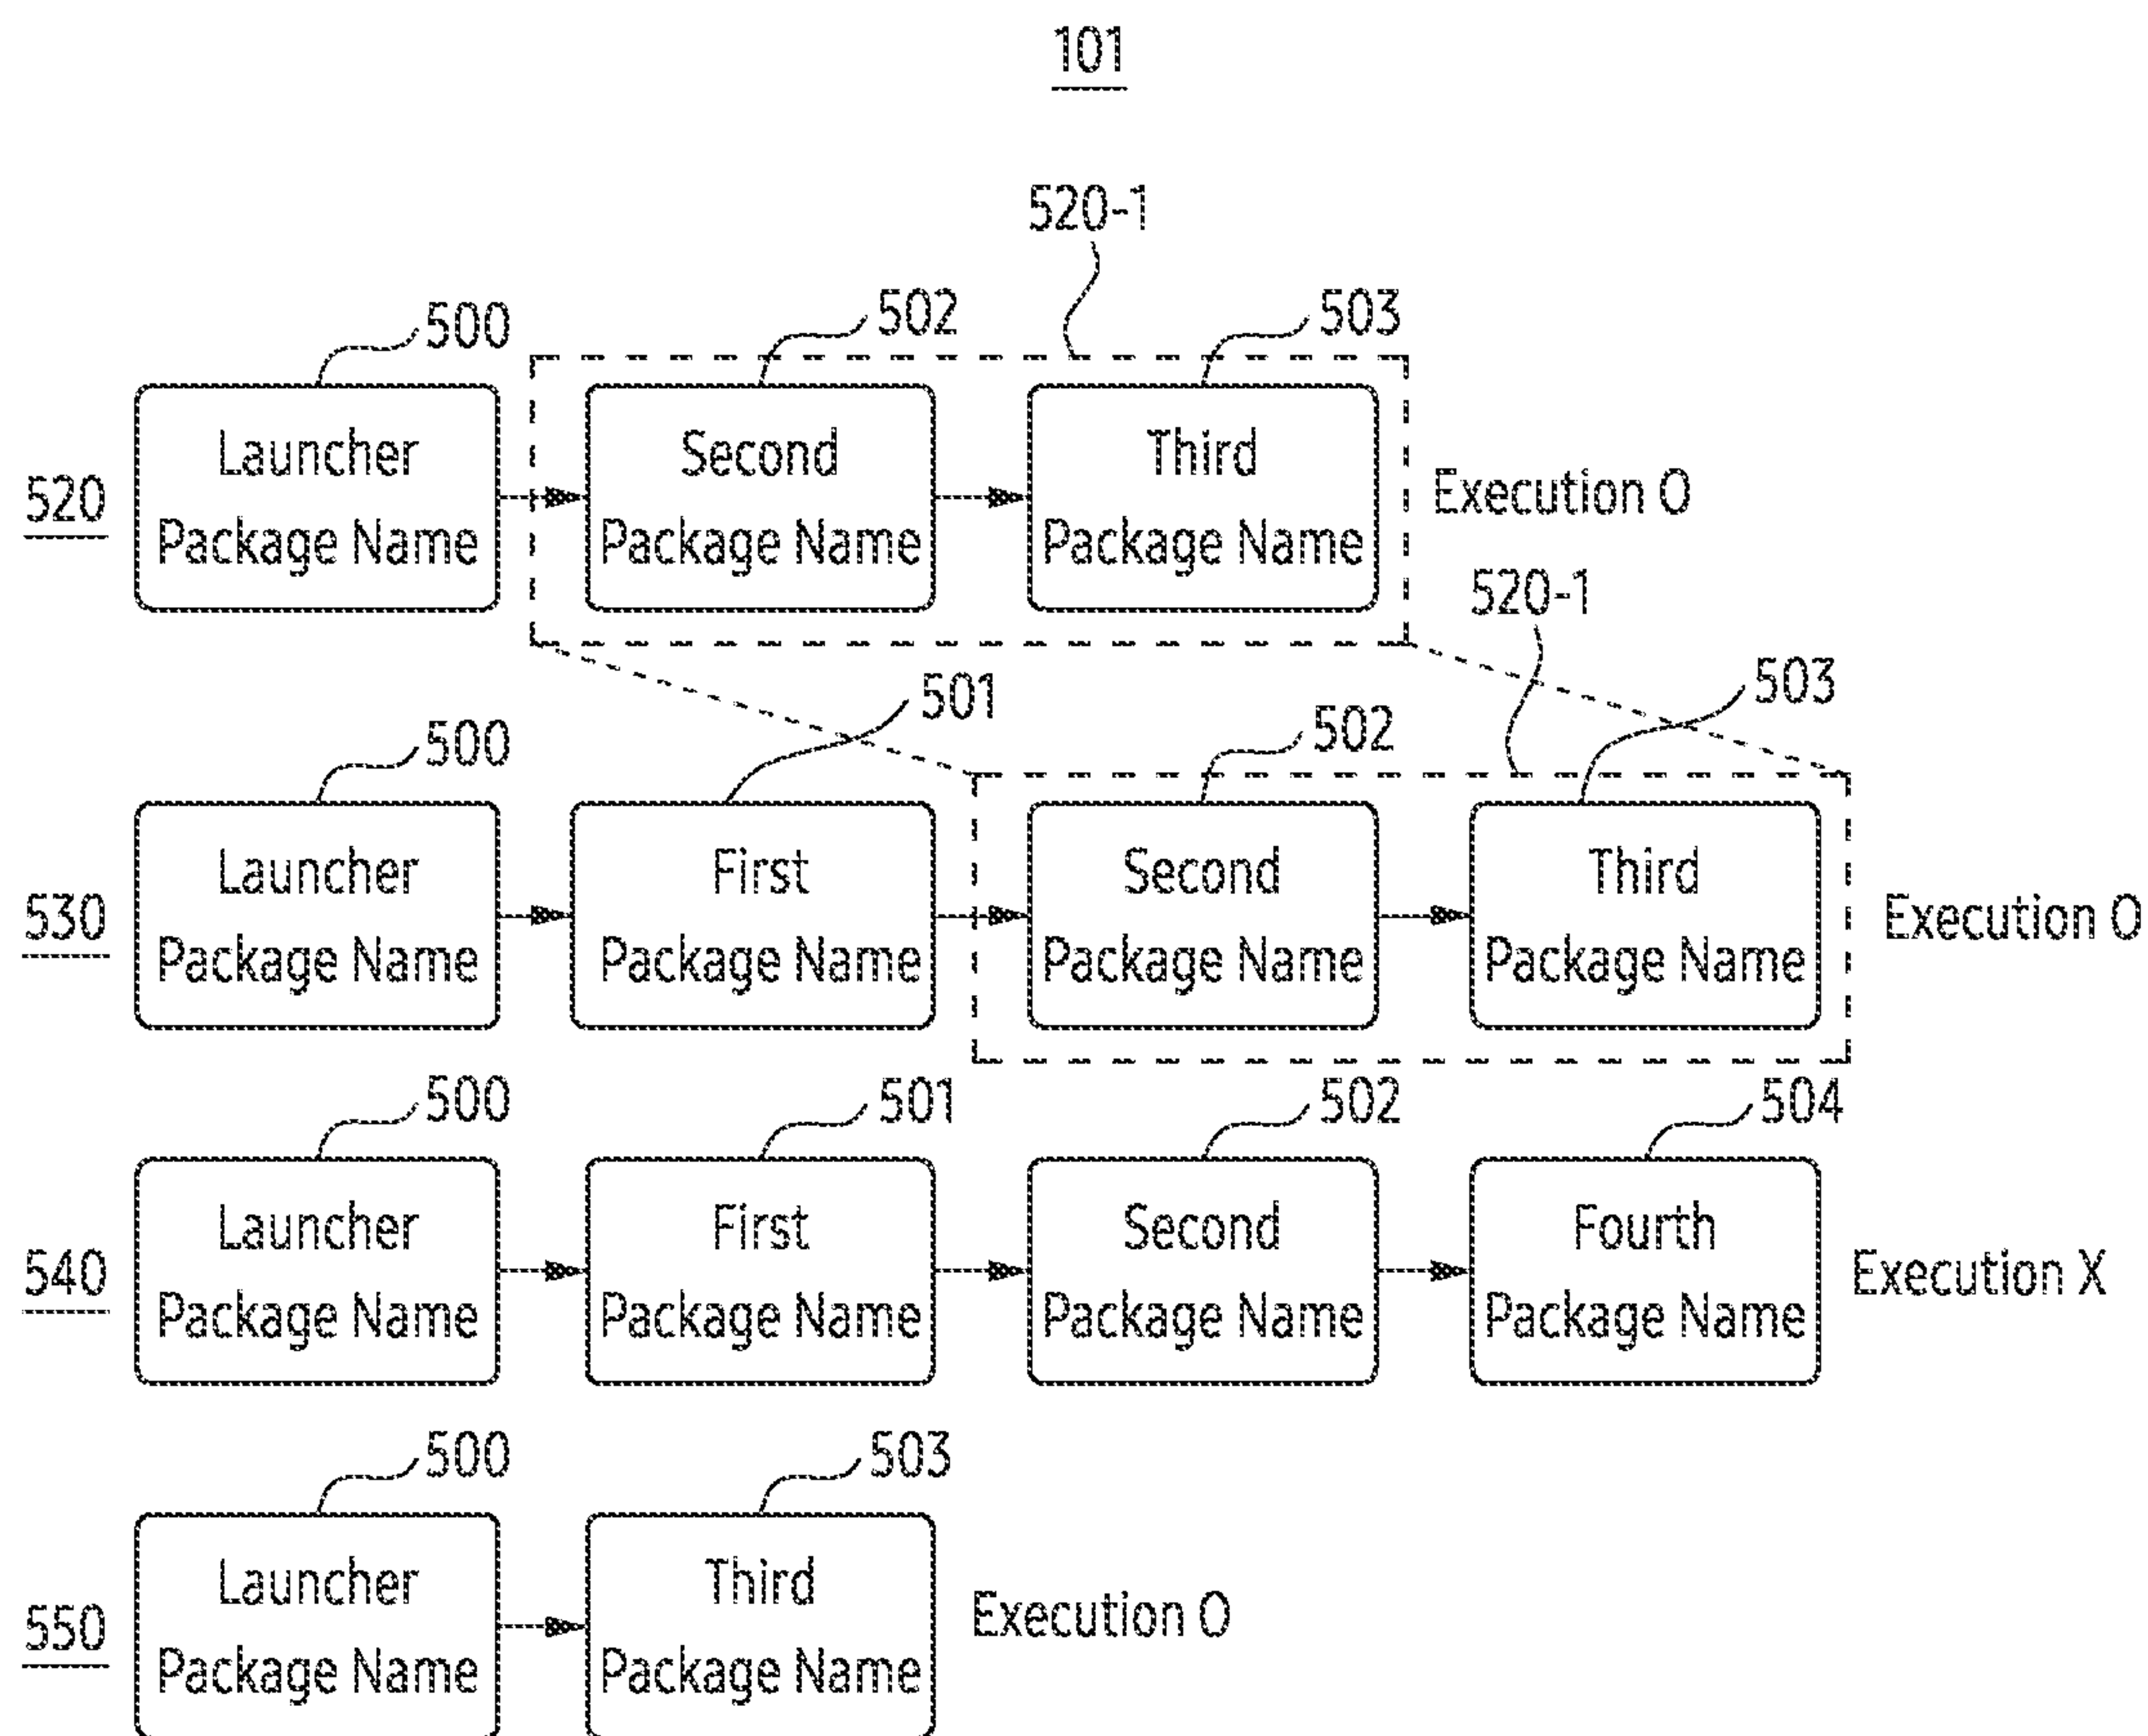 101
520-1
500
502
503
520
Launcher
Package Name
Second
Package Name
Third
Package Name
Execution O
520-1
500
501
502
503
530
Launcher
Package Name
First
Package Name
Second
Package Name
Third
Package Name
Execution O
500
501
502
504
540
Launcher
Package Name
First
Package Name
Second
Package Name
Fourth
Package Name
Execution X
500
503
550
Launcher
Package Name
Third
Package Name
Execution O